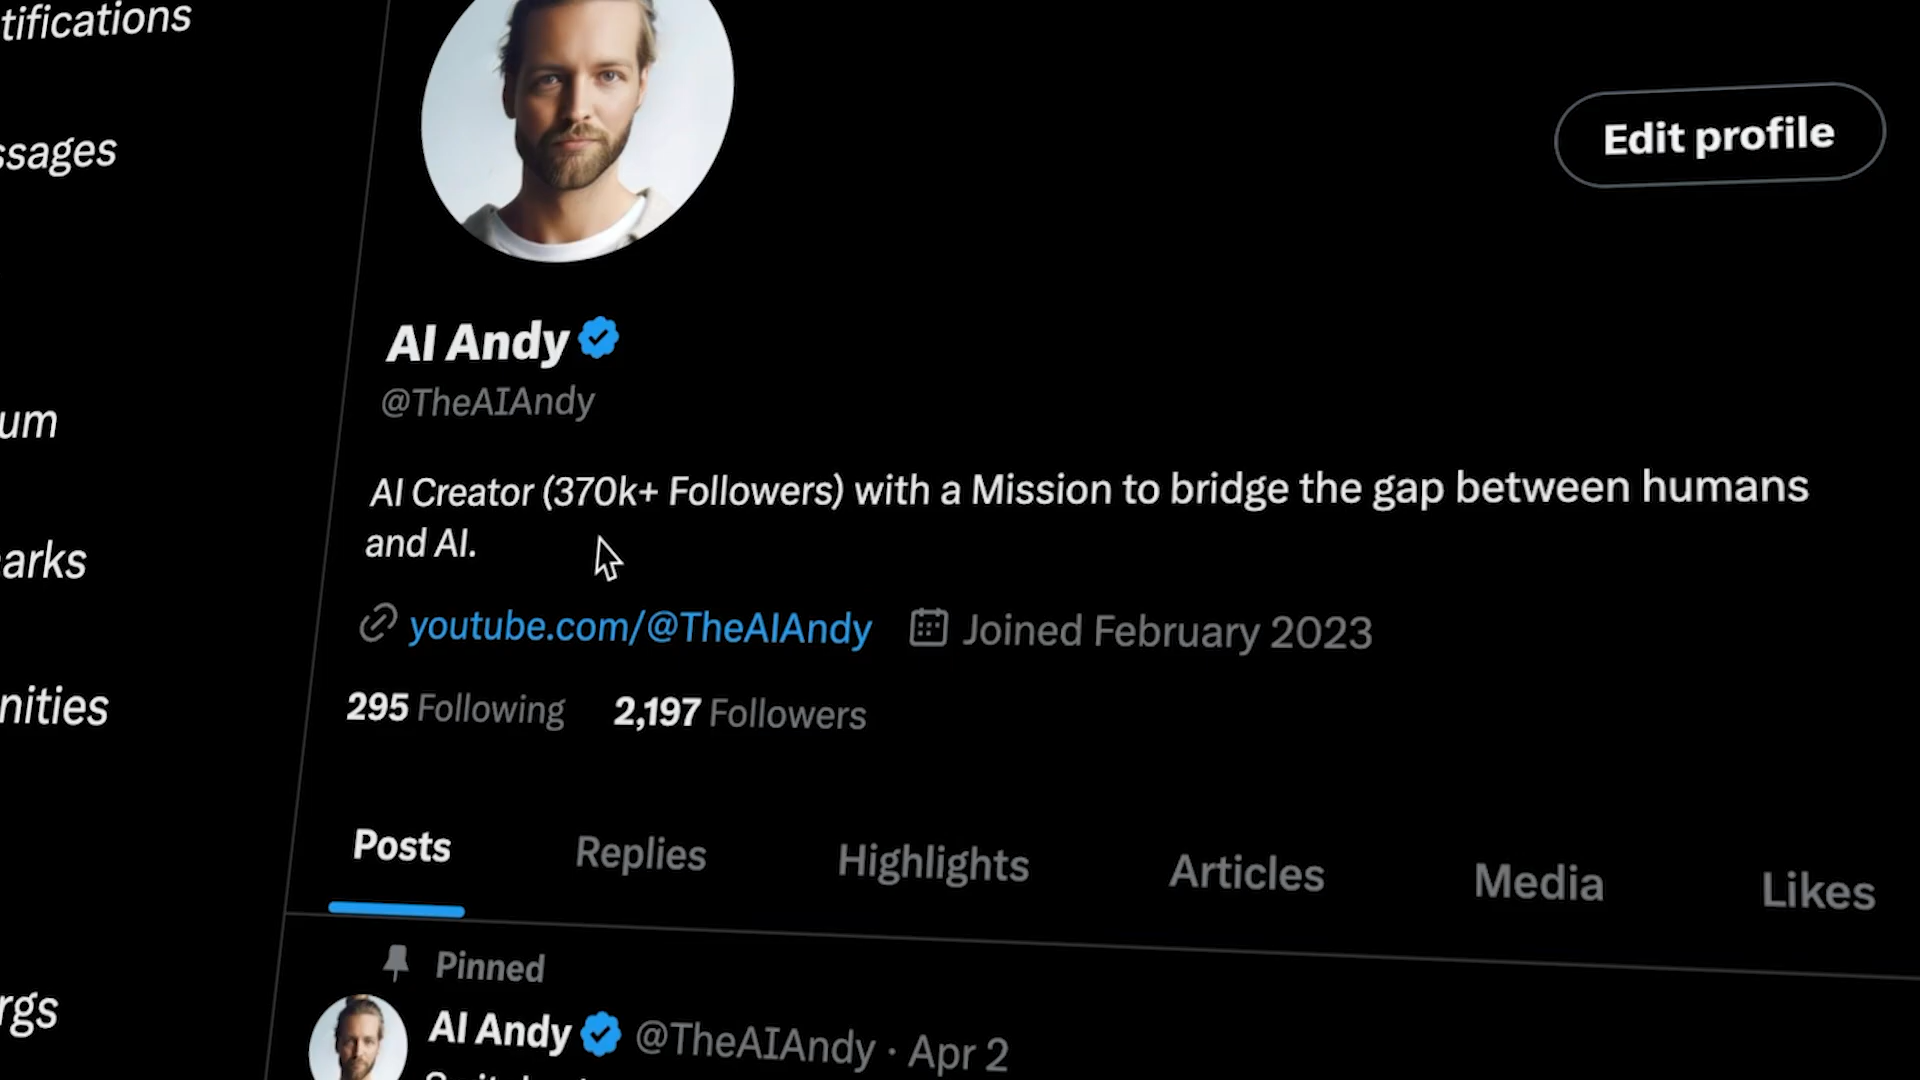 tifications
ssages
Edit profile
AI Andy
@TheAIAndy
um
AI Creator (370k+ Followers) with a Mission to bridge the gap between humans
and AI.
arks
youtube.com/@TheAIAndy Joined February 2023
nities
295 Following 2,197 Followers
Posts Replies Highlights Articles Media Likes
Pinned
rgs
AI Andy @TheAIAndy · Apr 2